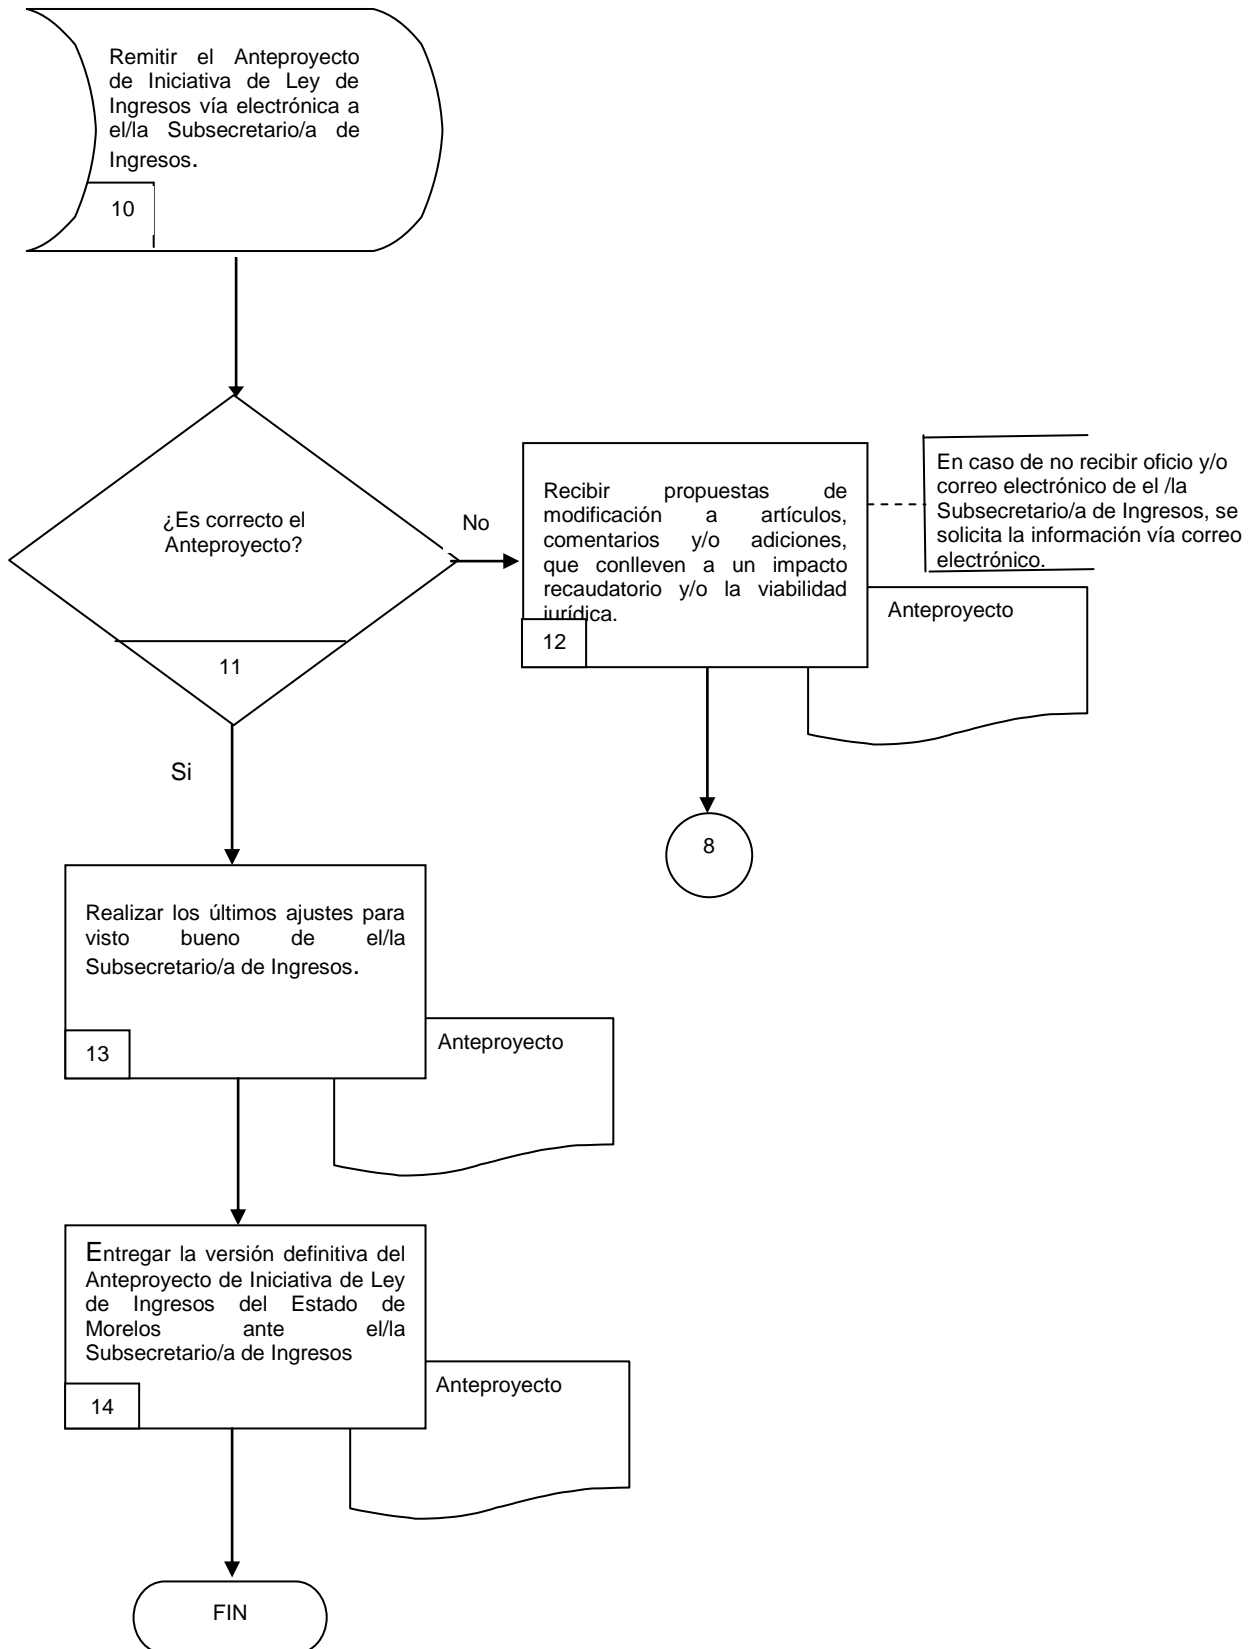 Remitir el Anteproyecto
de Iniciativa de Ley de
Ingresos vía electrónica a
el/la Subsecretario/a de
Ingresos.
10
¿Es correcto el
Anteproyecto?
11
No
Recibir propuestas de
modificación a artículos,
comentarios y/o adiciones,
que conlleven a un impacto
recaudatorio y/o la viabilidad
jurídica.
12
En caso de no recibir oficio y/o
correo electrónico de el /la
Subsecretario/a de Ingresos, se
solicita la información vía correo
electrónico.
Anteproyecto
8
Si
Realizar los últimos ajustes para
visto bueno de el/la
Subsecretario/a de Ingresos.
13
Anteproyecto
Entregar la versión definitiva del
Anteproyecto de Iniciativa de Ley
de Ingresos del Estado de
Morelos ante el/la
Subsecretario/a de Ingresos
14
Anteproyecto
FIN